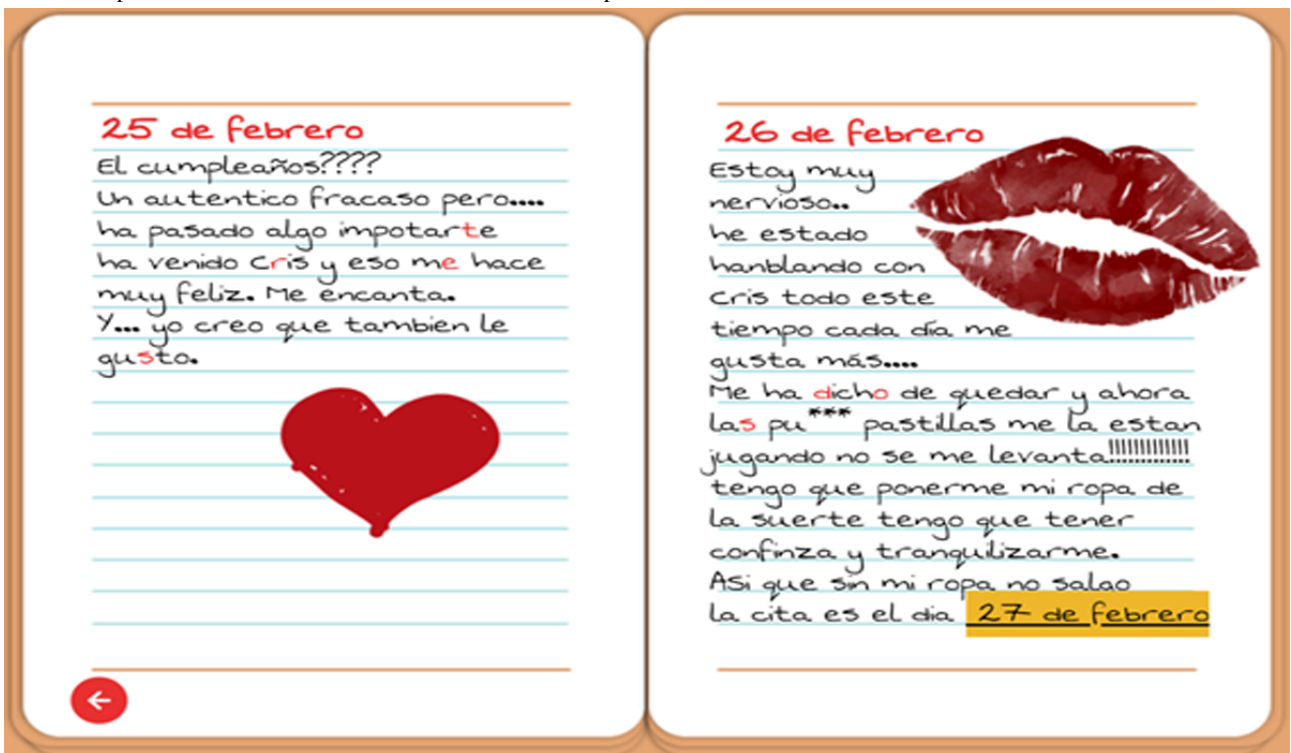 25 de febrero
El cumpleaños????
Un autentico fracaso pero....
ha pasado algo impotarte
ha venido Cris y eso me hace
muy feliz. Me encanta.
Y... yo creo que tambien le
gusto.
26 de febrero
Estoy muy
nervioso..
he estado
hanblando con
Cris todo este
tiempo cada día me
gusta más....
Me ha dicho de quedar y ahora
las pu*** pastillas me la estan
jugando no se me levanta!!!!!!!!!!!!!
tengo que ponerme mi ropa de
la suerte tengo que tener
confinza y tranquilizarme.
ASi que sin mi ropa no salgo
la cita es el dia 27 de febrero